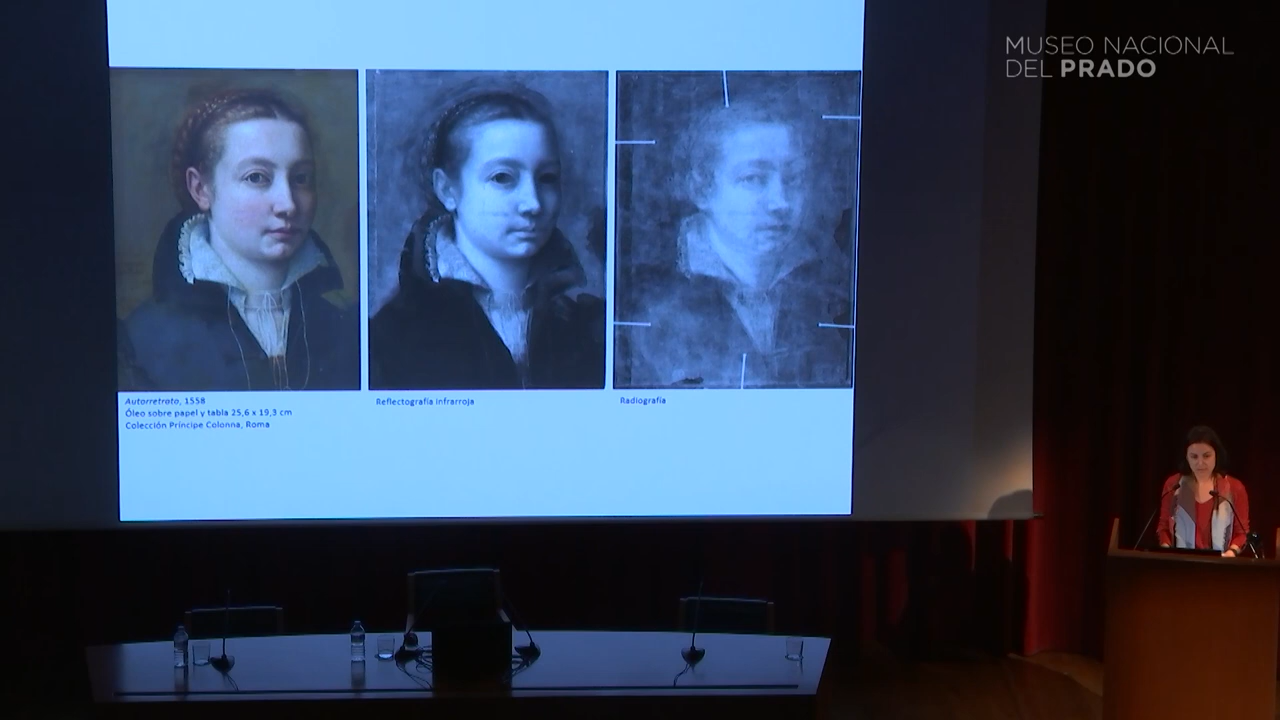 MUSEO NACIONAL
DEL PRADO
Autorretrato, 1558
Óleo sobre papel y tabla 25,6 x 19,3 cm
Colección Príncipe Colonna, Roma
Reflectografía infrarroja
Radiografía